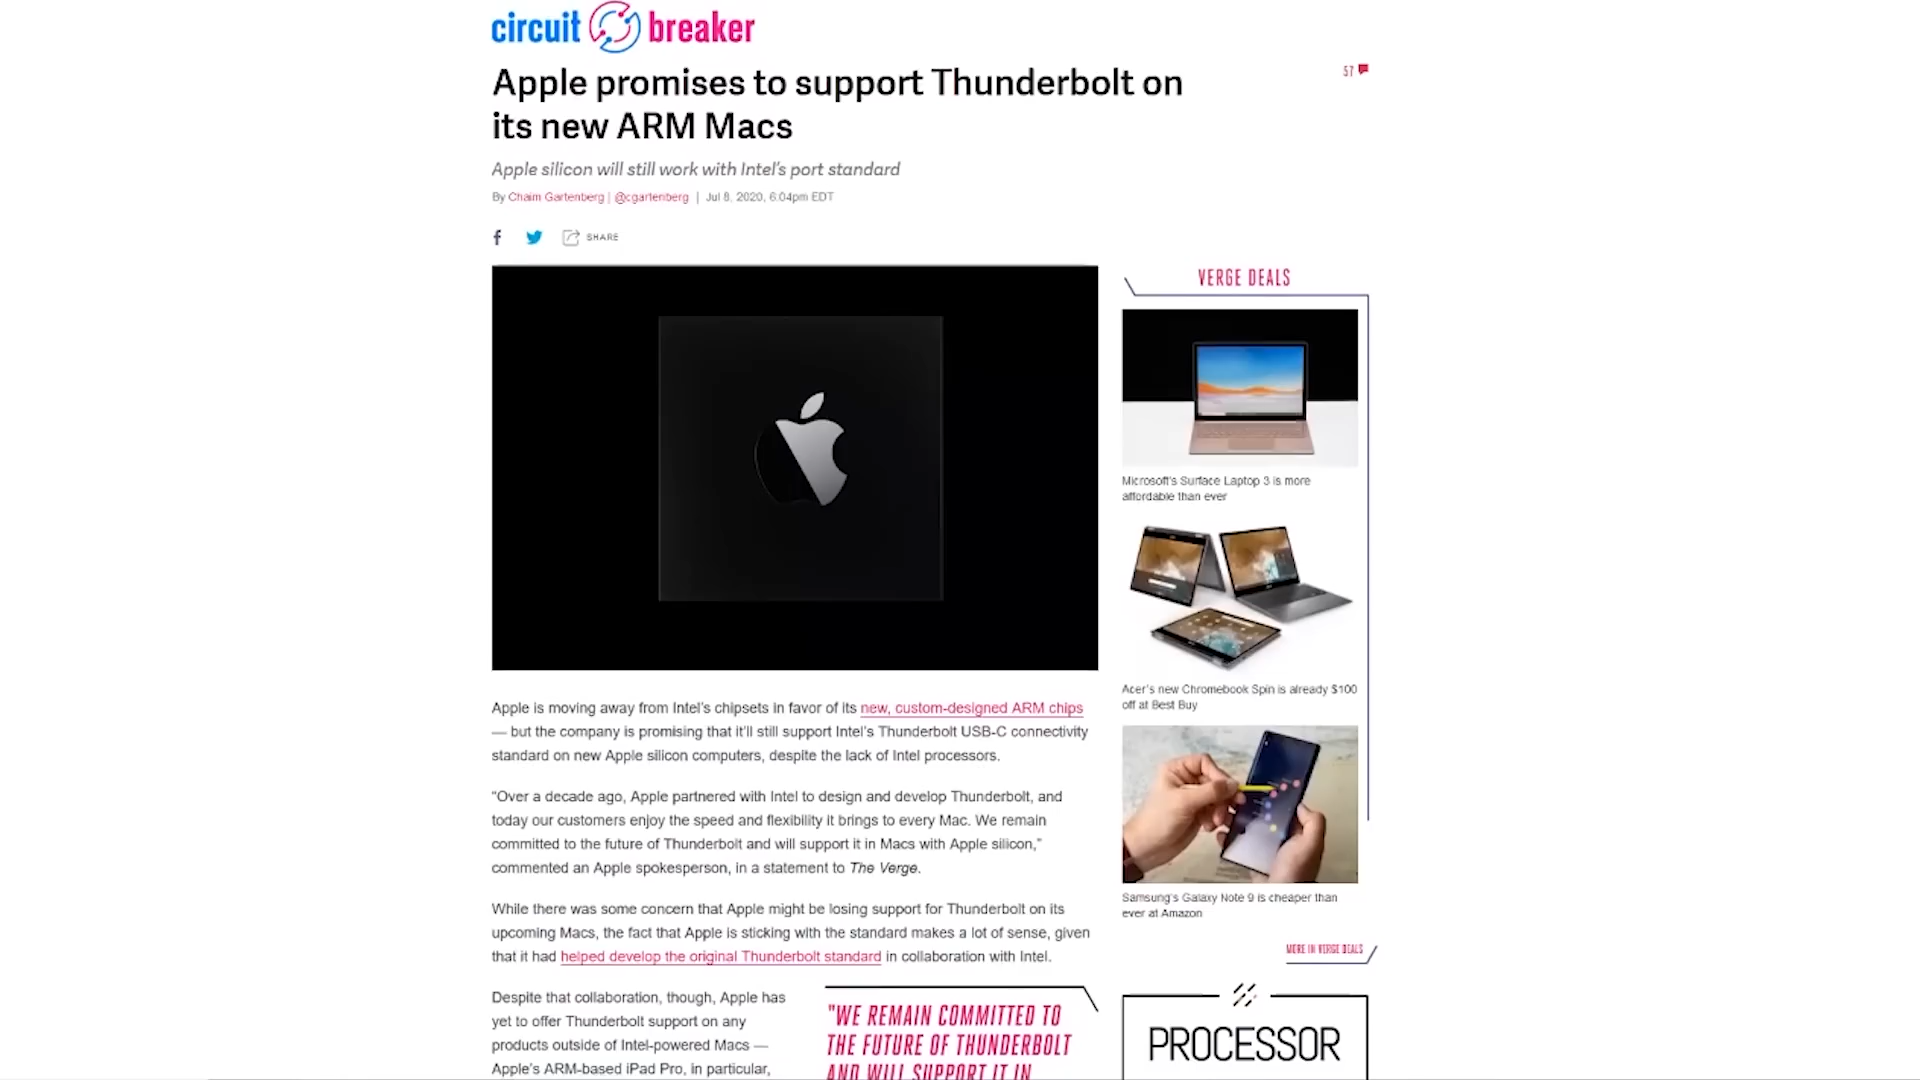 circuit breaker
Apple promises to support Thunderbolt on
its new ARM Macs
57
Apple silicon will still work with Intel's port standard
By Chaim Gartenberg | @cgartenberg | Jul 8, 2020, 6:04pm EDT
SHARE
Apple is moving away from Intel's chipsets in favor of its new, custom-designed ARM chips
— but the company is promising that it'll still support Intel's Thunderbolt USB-C connectivity
standard on new Apple silicon computers, despite the lack of Intel processors.
"Over a decade ago, Apple partnered with Intel to design and develop Thunderbolt, and
today our customers enjoy the speed and flexibility it brings to every Mac. We remain
committed to the future of Thunderbolt and will support it in Macs with Apple silicon,"
commented an Apple spokesperson, in a statement to The Verge.
While there was some concern that Apple might be losing support for Thunderbolt on its
upcoming Macs, the fact that Apple is sticking with the standard makes a lot of sense, given
that it had helped develop the original Thunderbolt standard in collaboration with Intel.
Despite that collaboration, though, Apple has
yet to offer Thunderbolt support on any
products outside of Intel-powered Macs —
Apple's ARM-based iPad Pro, in particular,
"WE REMAIN COMMITTED TO
THE FUTURE OF THUNDERBOLT
AND WILL SUPPORT IT IN
VERGE DEALS
Microsoft's Surface Laptop 3 is more
affordable than ever
Acer's new Chromebook Spin is already $100
off at Best Buy
Samsung's Galaxy Note 9 is cheaper than
ever at Amazon
MORE IN VERGE DEALS
PROCESSOR